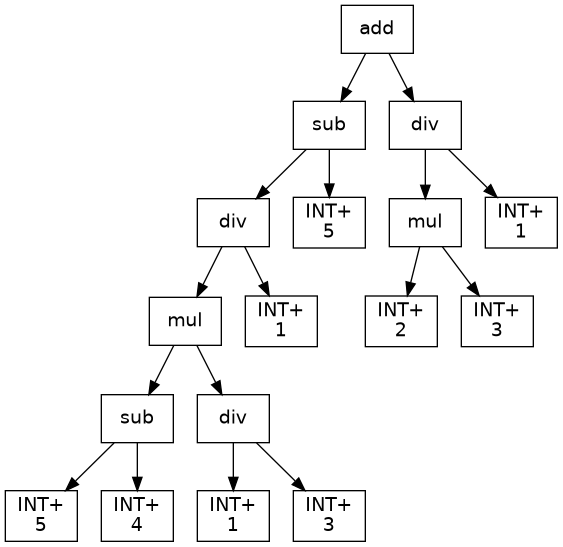 add
sub
div
div
INT+
5
mul
INT+
1
mul
INT+
1
INT+
2
INT+
3
sub
div
INT+
5
INT+
4
INT+
1
INT+
3